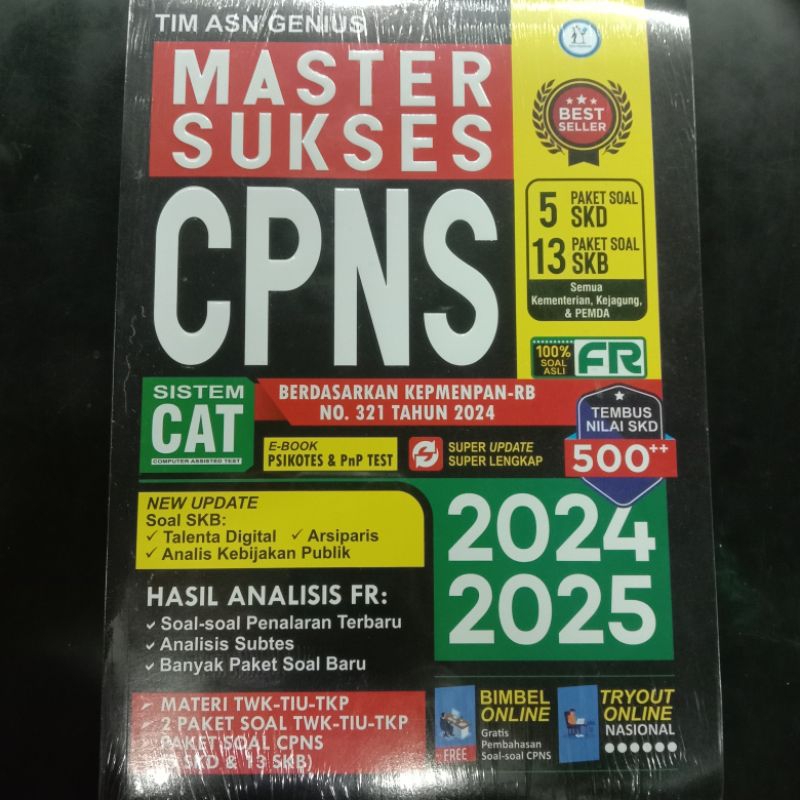 TIM ASN GENIUS
MASTER
SUKSES
CPNS
BEST
SELLER
5 PAKET SOAL
SKD
13 PAKET SOAL
SKB
Semua
Kementerian, Kejagung,
& PEMDA
100%
SOAL
ASLI
FR
SISTEM
CAT
COMPUTER ASSISTED TEST
BERDASARKAN KEPMENPAN-RB
NO. 321 TAHUN 2024
E-BOOK
PSIKOTES & PnP TEST
SUPER UPDATE
SUPER LENGKAP
TEMBUS
NILAI SKD
500++
NEW UPDATE
Soal SKB:
✓ Talenta Digital ✓ Arsiparis
✓ Analis Kebijakan Publik
2024
2025
HASIL ANALISIS FR:
✓ Soal-soal Penalaran Terbaru
✓ Analisis Subtes
✓ Banyak Paket Soal Baru
MATERI TWK-TIU-TKP
2 PAKET SOAL TWK-TIU-TKP
PAKET SOAL CPNS
SKD & 13 SKB)
BIMBEL
ONLINE
Gratis
Pembahasan
Soal-soal CPNS
FREE
TRYOUT
ONLINE
NASIONAL